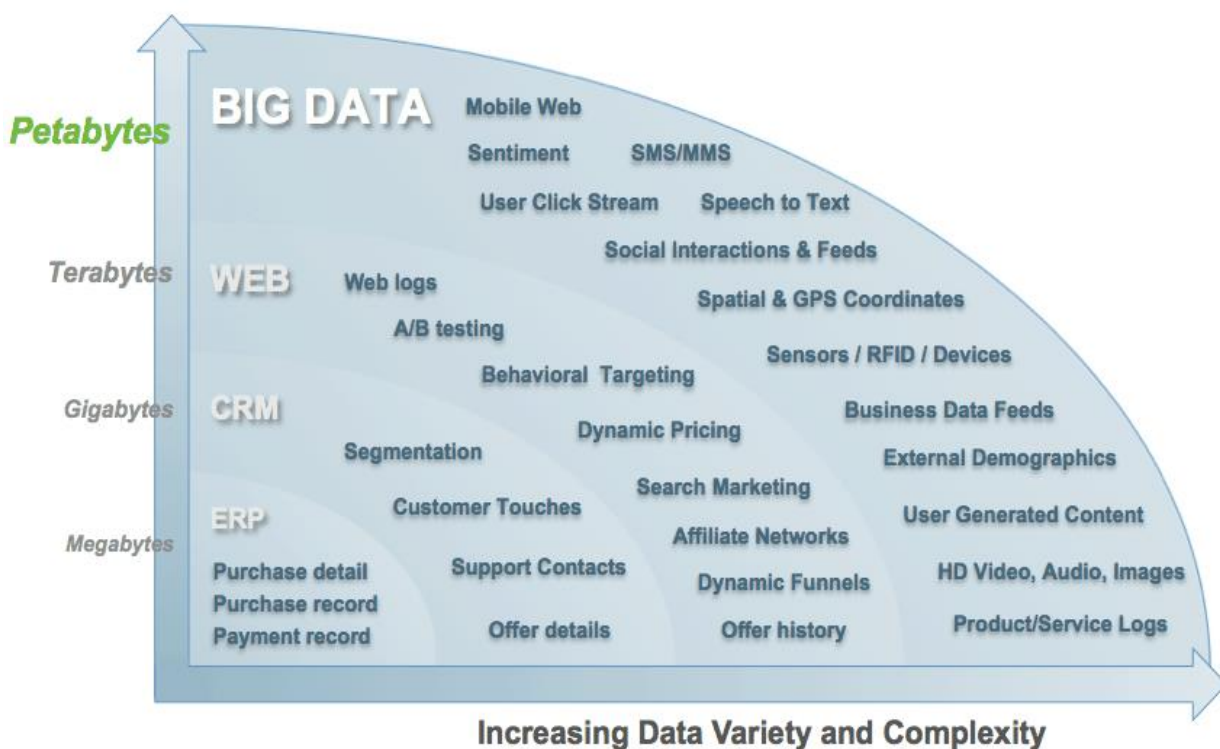 BIG DATA
Mobile Web
Petabytes
Sentiment
SMS/MMS
User Click Stream
Speech to Text
Social Interactions & Feeds
Terabytes
WEB
Web logs
Spatial & GPS Coordinates
A/B testing
Sensors / RFID / Devices
Behavioral Targeting
Gigabytes
CRM
Business Data Feeds
Dynamic Pricing
Segmentation
External Demographics
Search Marketing
Customer Touches
ERP
User Generated Content
Megabytes
Affiliate Networks
Purchase detail
Support Contacts
Dynamic Funnels
HD Video, Audio, Images
Purchase record
Payment record
Offer details
Offer history
Product/Service Logs
Increasing Data Variety and Complexity